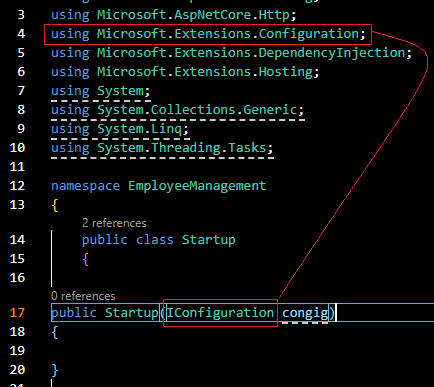 3 using Microsoft.AspNetCore.Http;
4 using Microsoft.Extensions.Configuration;
5 using Microsoft.Extensions.DependencyInjection;
6 using Microsoft.Extensions.Hosting;
7 using System;
8 using System.Collections.Generic;
9 using System.Linq;
10 using System.Threading.Tasks;
11
12 namespace EmployeeManagement
13 {
2 references
14 public class Startup
15 {
16
0 references
17 public Startup(IConfiguration congig)
18 {
19
20 }